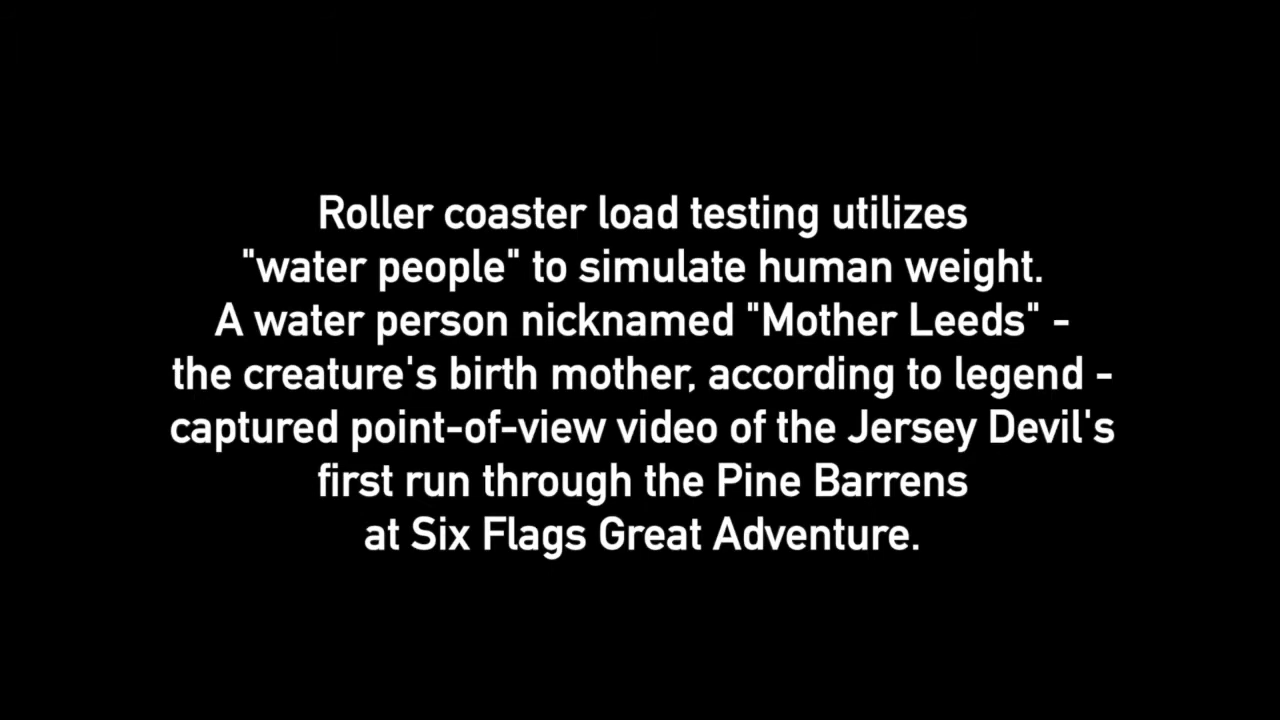 Roller coaster load testing utilizes
"water people" to simulate human weight.
A water person nicknamed "Mother Leeds" -
the creature's birth mother, according to legend -
captured point-of-view video of the Jersey Devil's
first run through the Pine Barrens
at Six Flags Great Adventure.